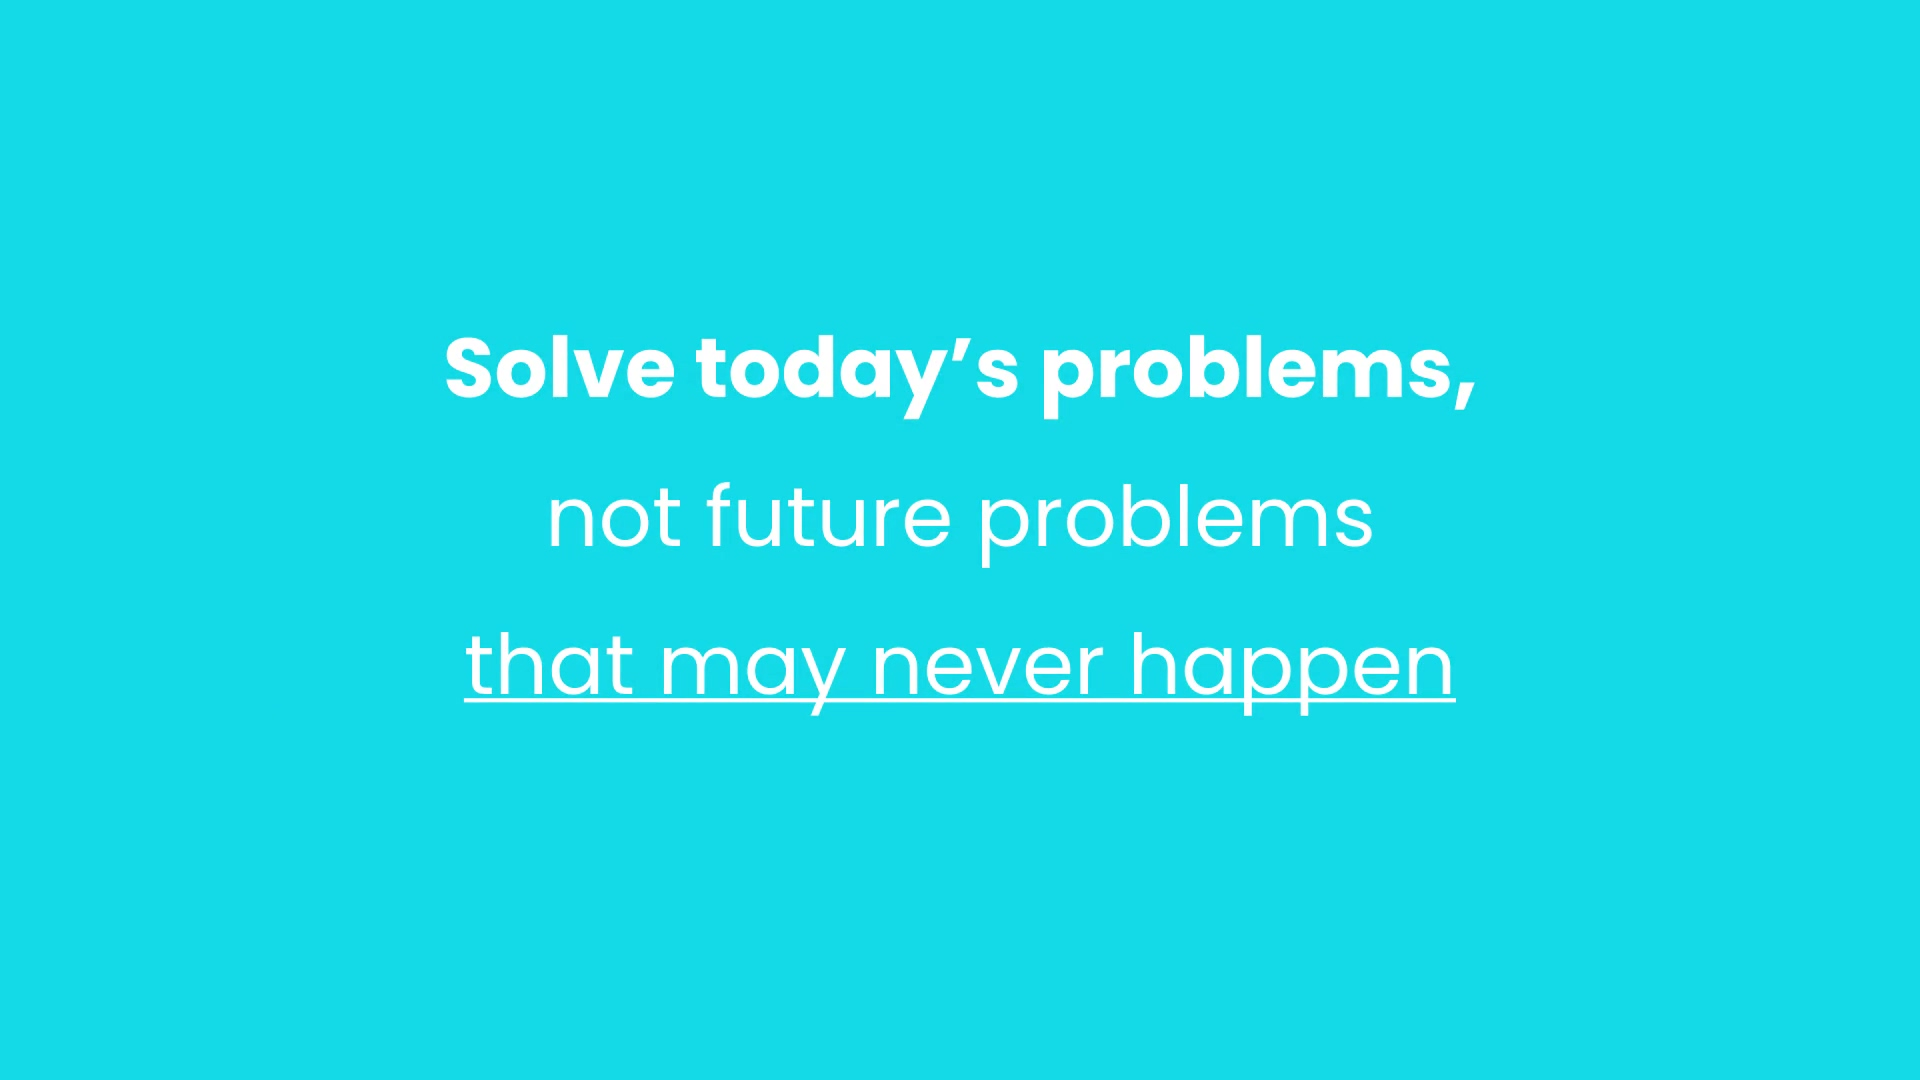 Solve today’s problems,
not future problems
that may never happen